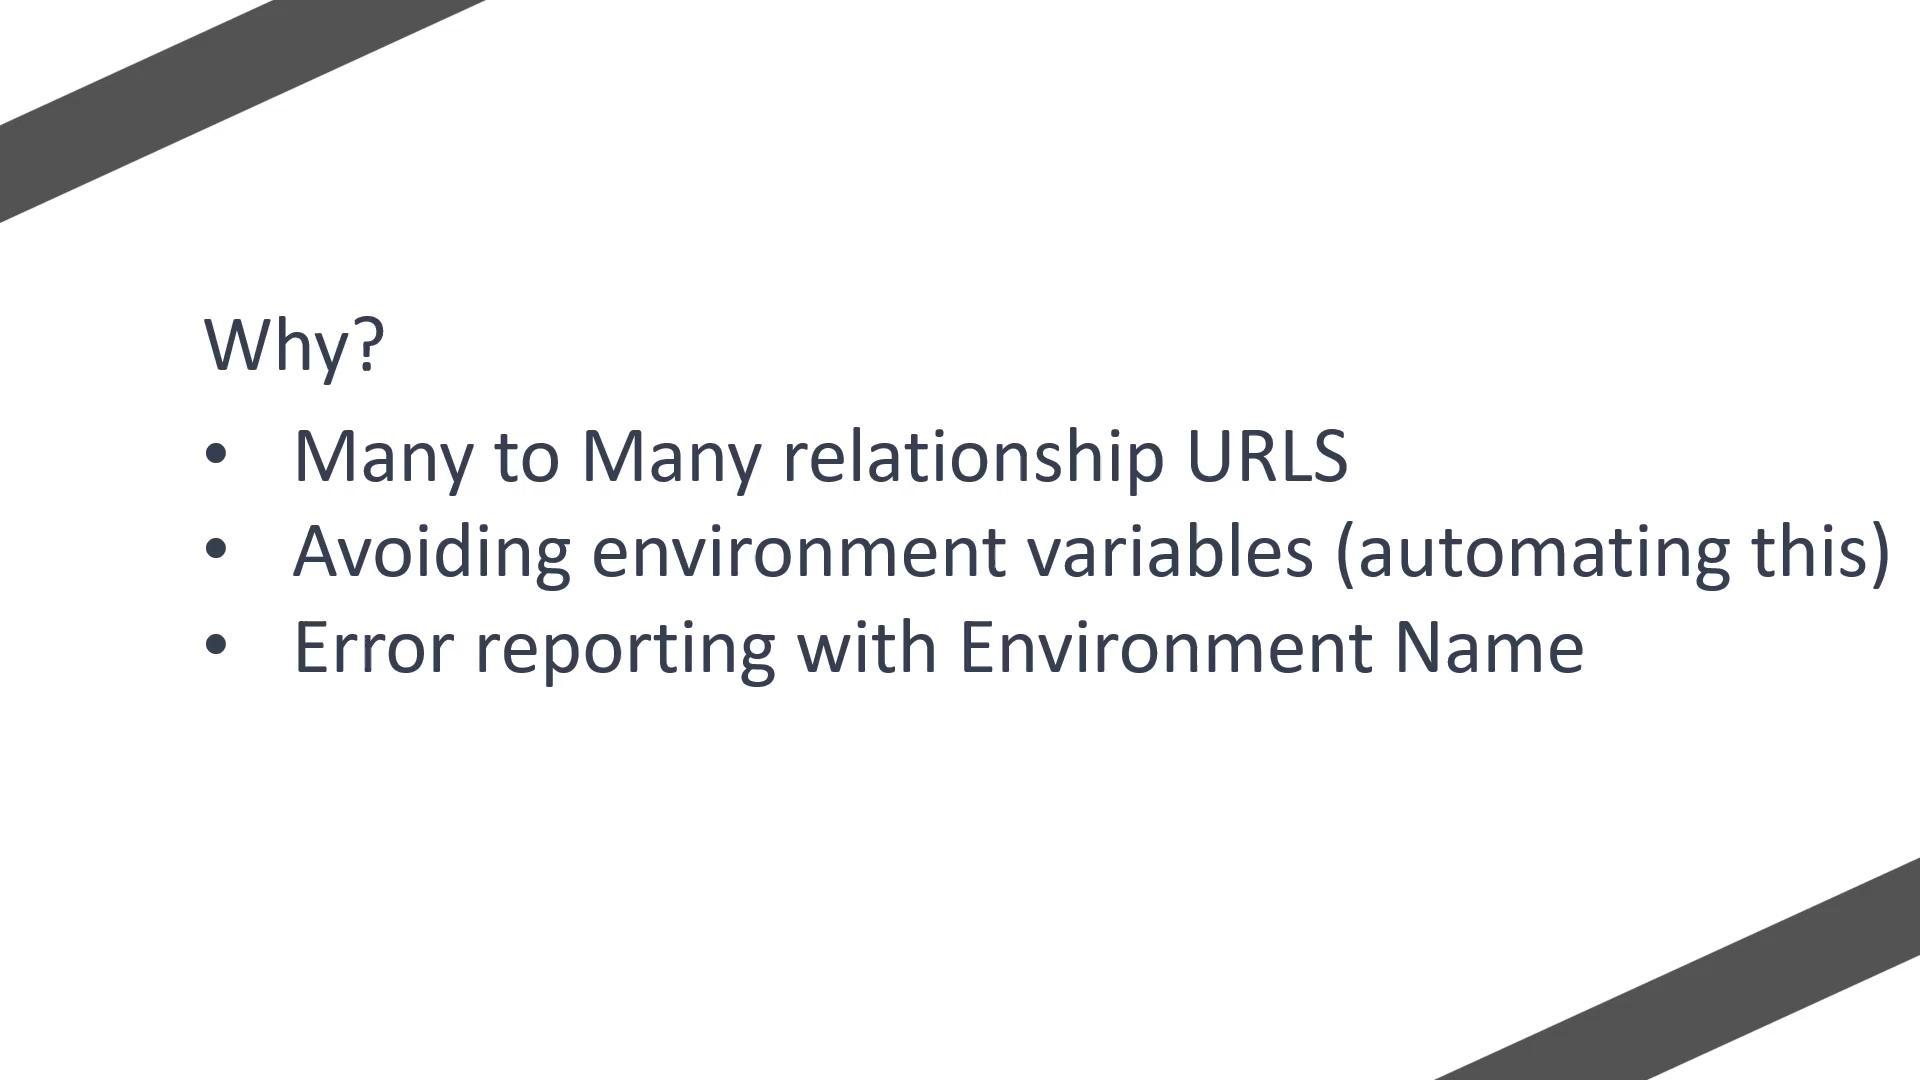 Why?
• Many to Many relationship URLS
• Avoiding environment variables (automating this)
• Error reporting with Environment Name